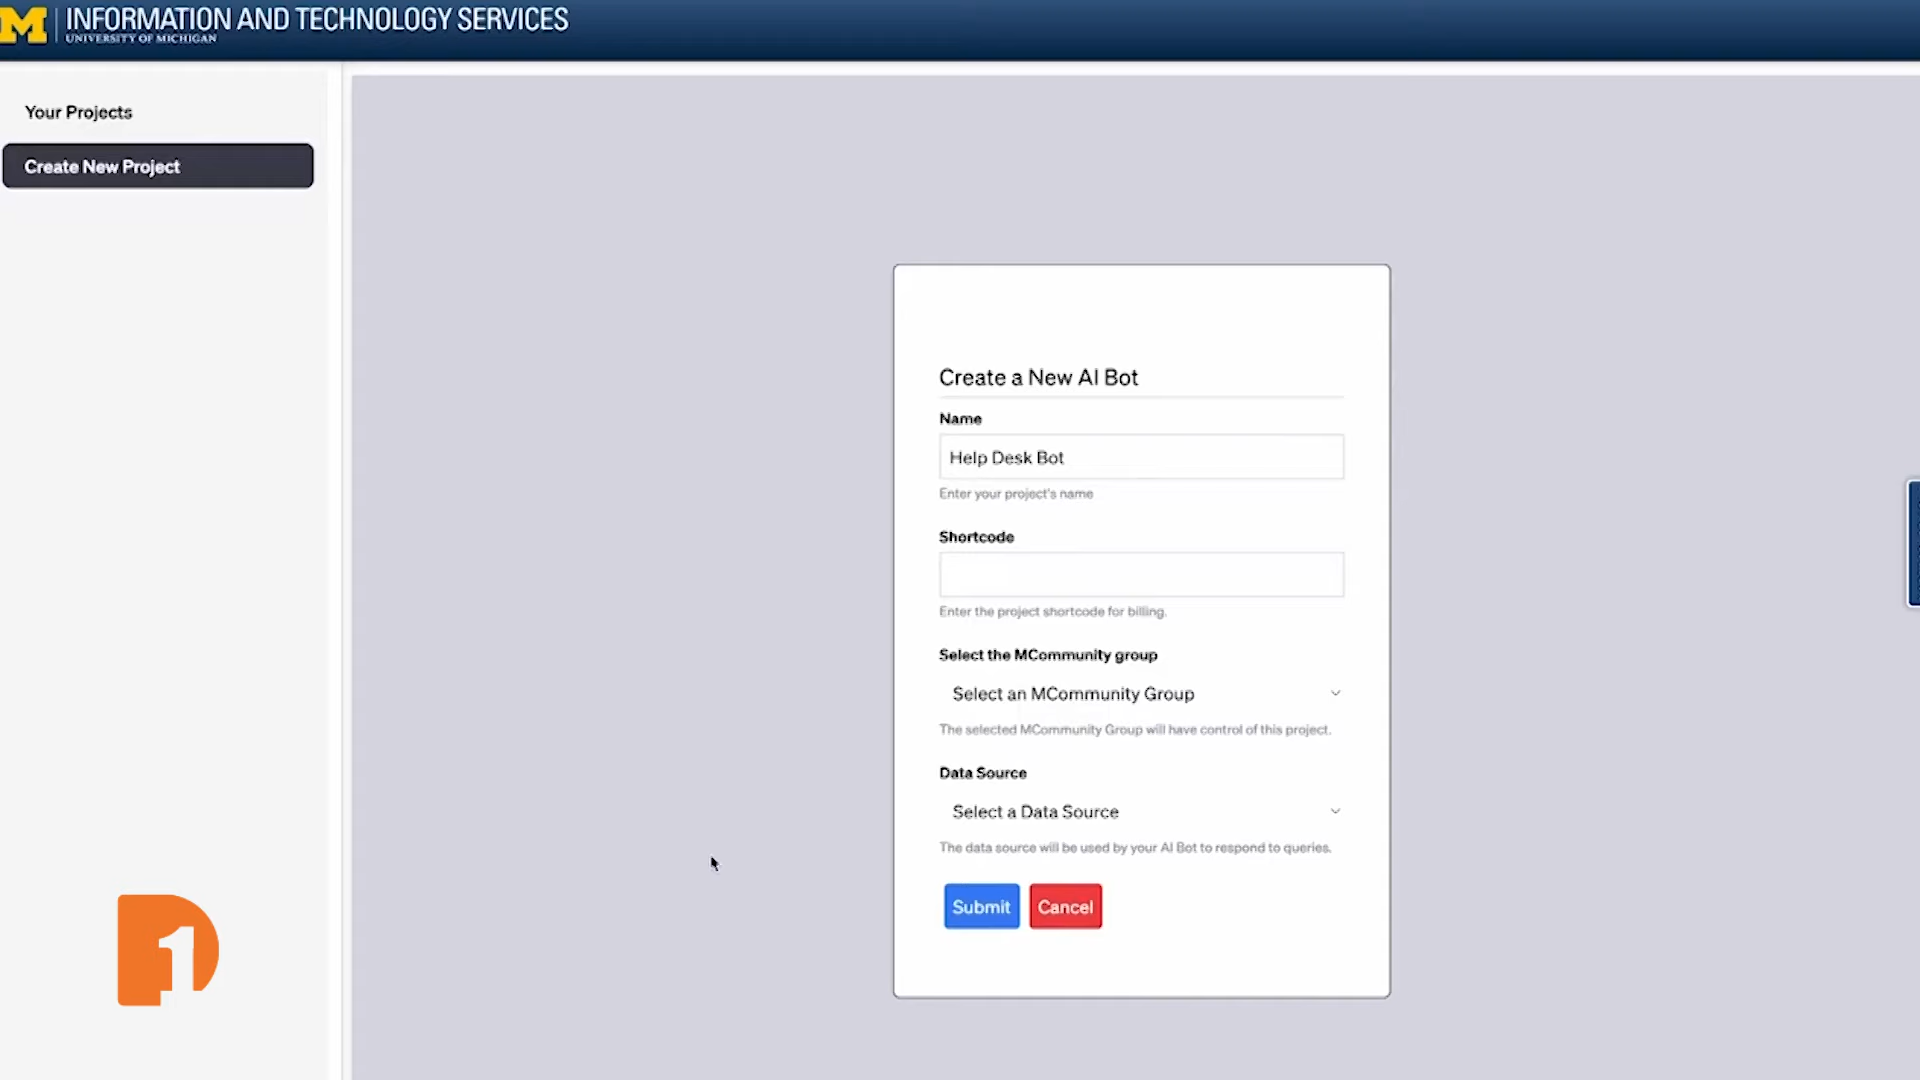 M
INFORMATION AND TECHNOLOGY SERVICES
UNIVERSITY OF MICHIGAN
Your Projects
Create New Project
Create a New AI Bot
Name
Help Desk Bot
Enter your project's name
Shortcode
Enter the project shortcode for billing.
Select the MCommunity group
Select an MCommunity Group
The selected MCommunity Group will have control of this project.
Data Source
Select a Data Source
The data source will be used by your AI Bot to respond to queries.
Submit Cancel
D1